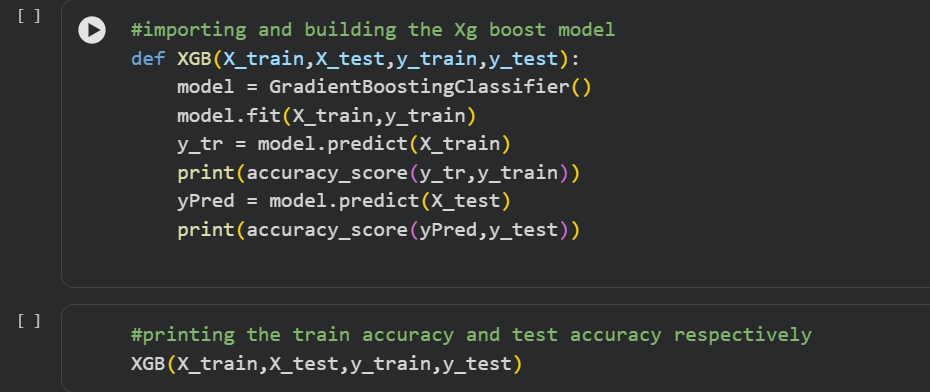 [ ]
#importing and building the Xg boost model
def XGB(X_train,X_test,y_train,y_test):
    model = GradientBoostingClassifier()
    model.fit(X_train,y_train)
    y_tr = model.predict(X_train)
    print(accuracy_score(y_tr,y_train))
    yPred = model.predict(X_test)
    print(accuracy_score(yPred,y_test))
[ ]
#printing the train accuracy and test accuracy respectively
XGB(X_train,X_test,y_train,y_test)